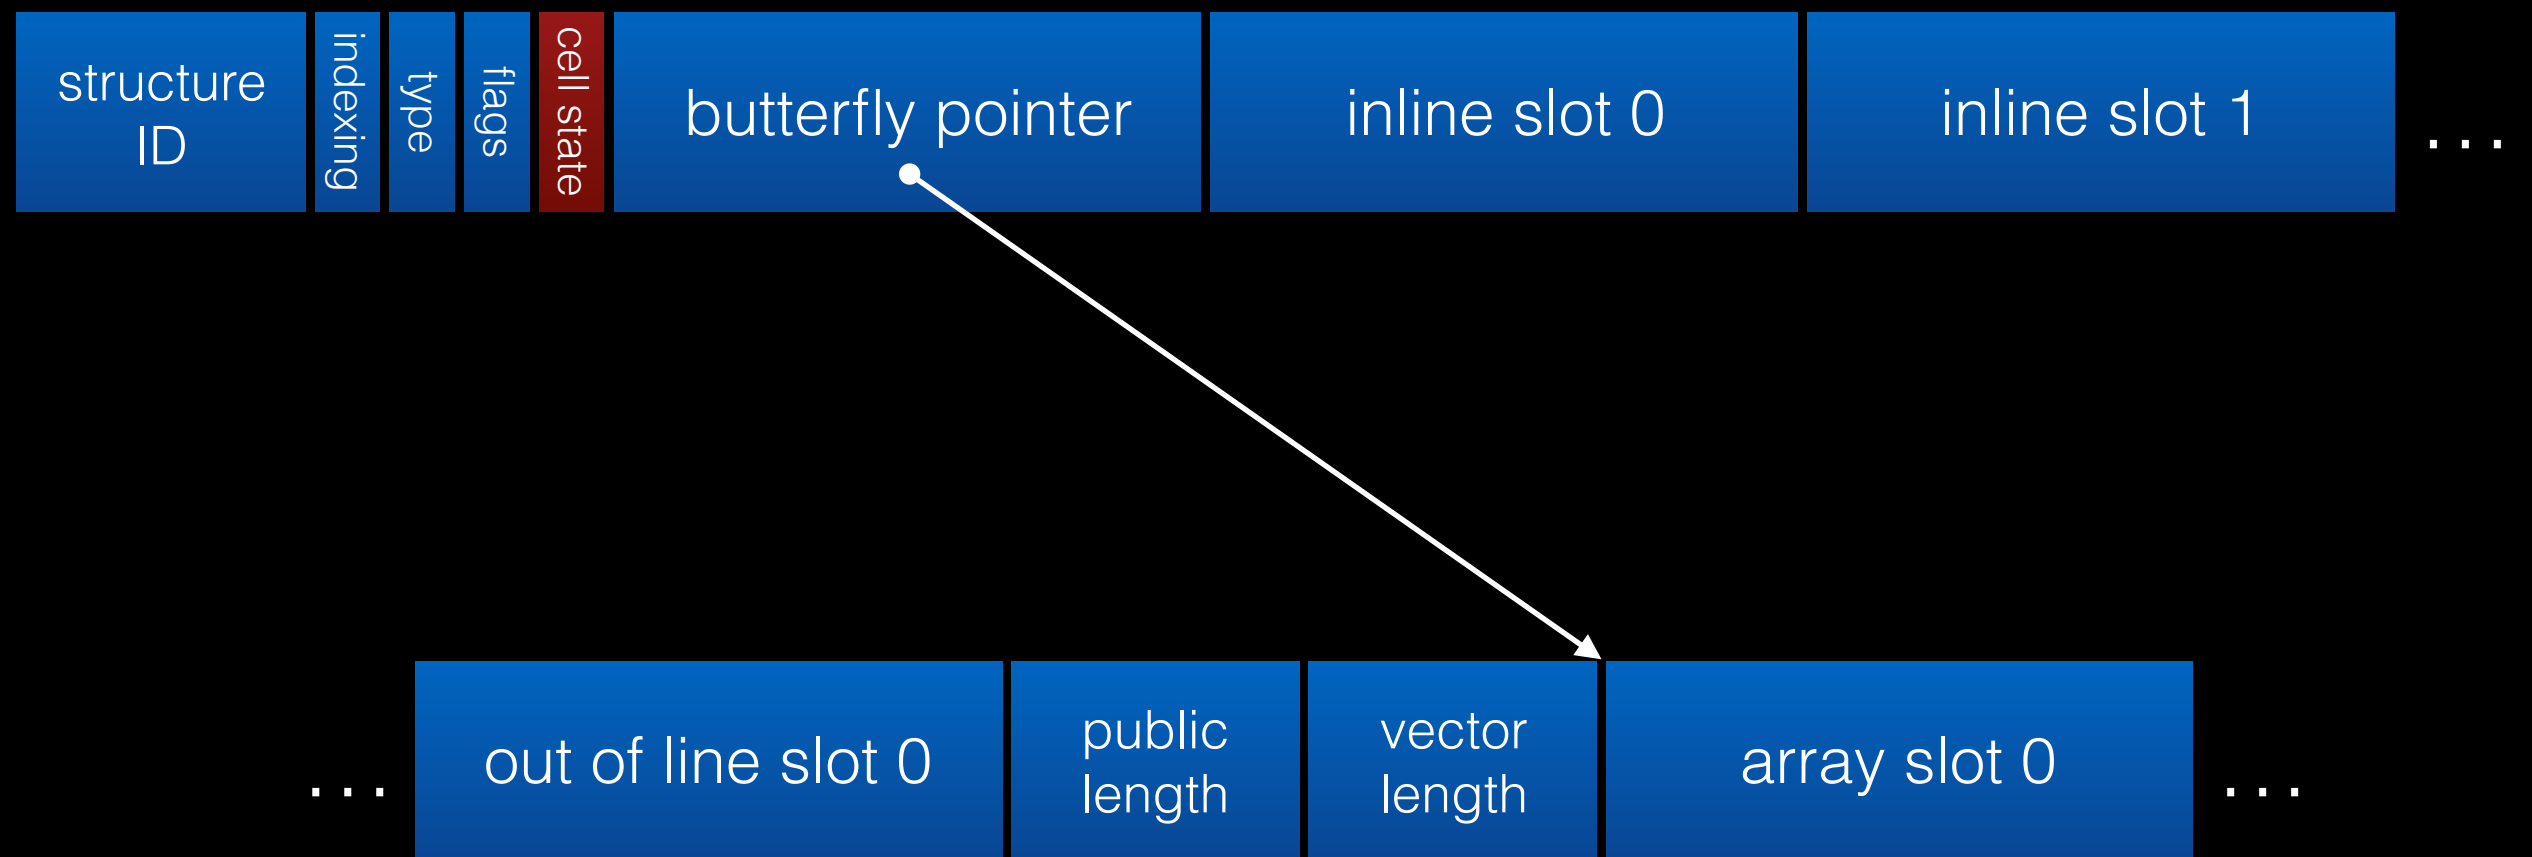 structure
ID
indexing
type
flags
cell state
butterfly pointer
inline slot 0
inline slot 1
...
...
out of line slot 0
public
length
vector
length
array slot 0
...